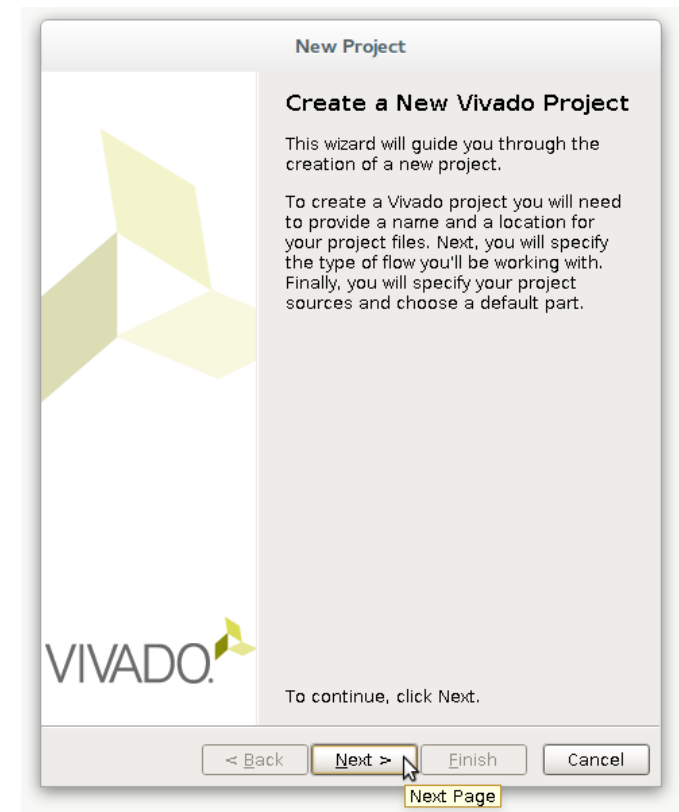 New Project
Create a New Vivado Project
This wizard will guide you through the
creation of a new project.
To create a Vivado project you will need
to provide a name and a location for
your project files. Next, you will specify
the type of flow you'll be working with.
Finally, you will specify your project
sources and choose a default part.
VIVADO.
To continue, click Next.
< Back Next > Finish Cancel
Next Page